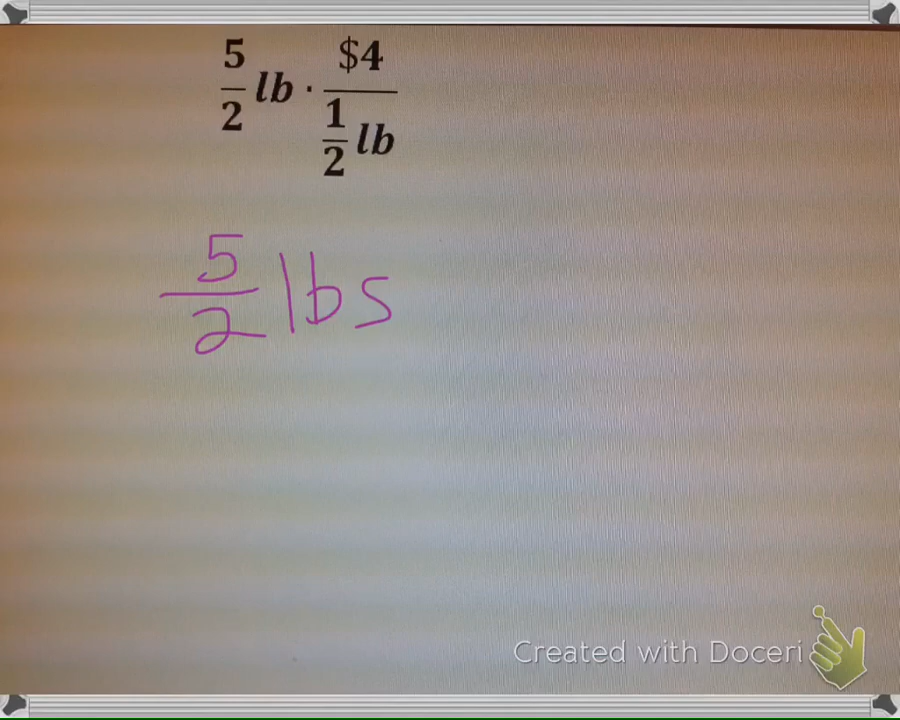 5/2 lb · $4 / 1/2 lb
5/2 lbs
Created with Doceri